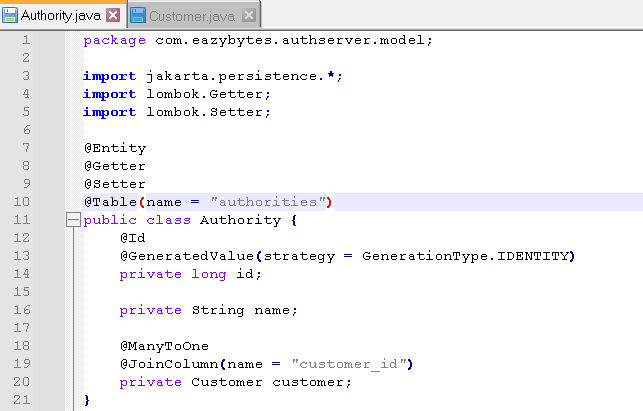 Authority.java Customer.java
1 package com.eazybytes.authserver.model;
2
3 import jakarta.persistence.*;
4 import lombok.Getter;
5 import lombok.Setter;
6
7 @Entity
8 @Getter
9 @Setter
10 @Table(name = "authorities")
11 public class Authority {
12     @Id
13     @GeneratedValue(strategy = GenerationType.IDENTITY)
14     private long id;
15
16     private String name;
17
18     @ManyToOne
19     @JoinColumn(name = "customer_id")
20     private Customer customer;
21 }